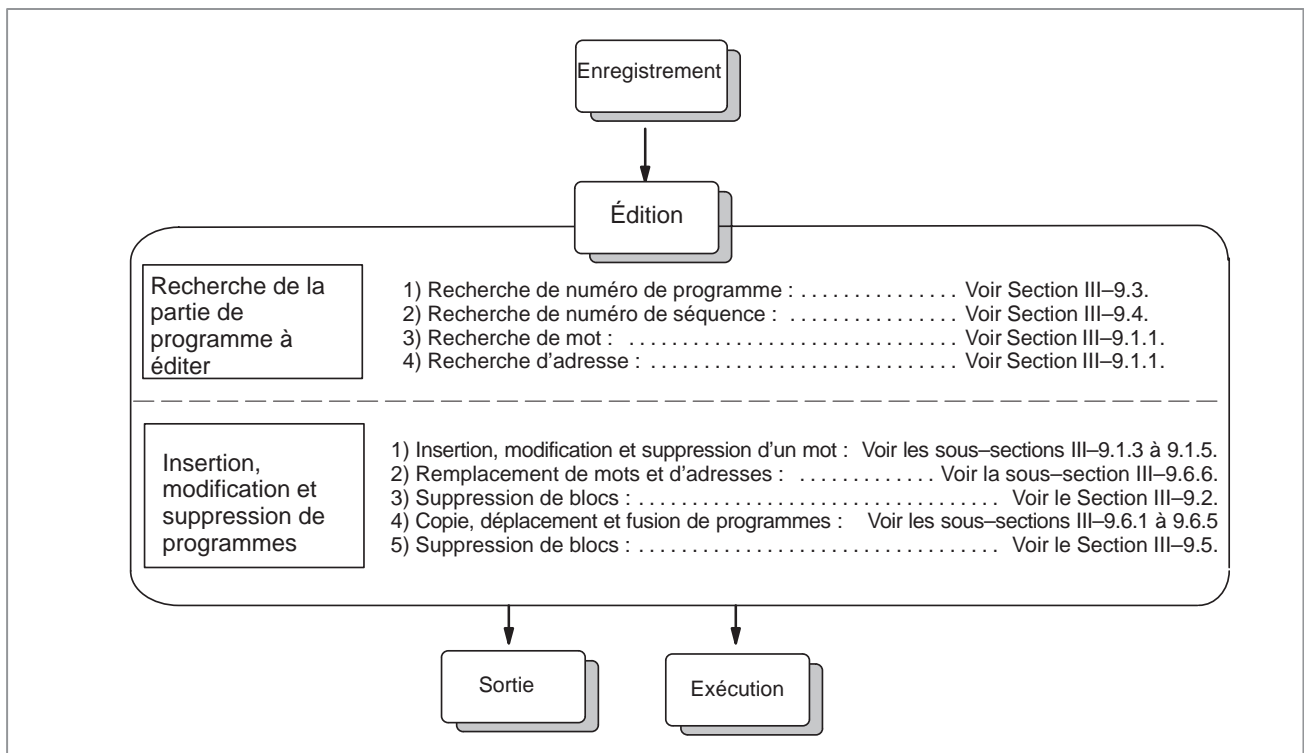 Enregistrement
Édition
Recherche de la
partie de
programme à
éditer
1) Recherche de numéro de programme : . . . . . . . . . . . . . . . Voir Section III–9.3.
2) Recherche de numéro de séquence : . . . . . . . . . . . . . . . . Voir Section III–9.4.
3) Recherche de mot : . . . . . . . . . . . . . . . . . . . . . . . . . . . . . . Voir Section III–9.1.1.
4) Recherche d'adresse : . . . . . . . . . . . . . . . . . . . . . . . . . . . . Voir Section III–9.1.1.
Insertion,
modification et
suppression de
programmes
1) Insertion, modification et suppression d'un mot : Voir les sous–sections III–9.1.3 à 9.1.5.
2) Remplacement de mots et d'adresses : . . . . . . . . . . . . . Voir la sous–section III–9.6.6.
3) Suppression de blocs : . . . . . . . . . . . . . . . . . . . . . . . . . . . . . . . . . . Voir le Section III–9.2.
4) Copie, déplacement et fusion de programmes : Voir les sous–sections III–9.6.1 à 9.6.5
5) Suppression de blocs : . . . . . . . . . . . . . . . . . . . . . . . . . . . . . . . . . . Voir le Section III–9.5.
Sortie
Exécution